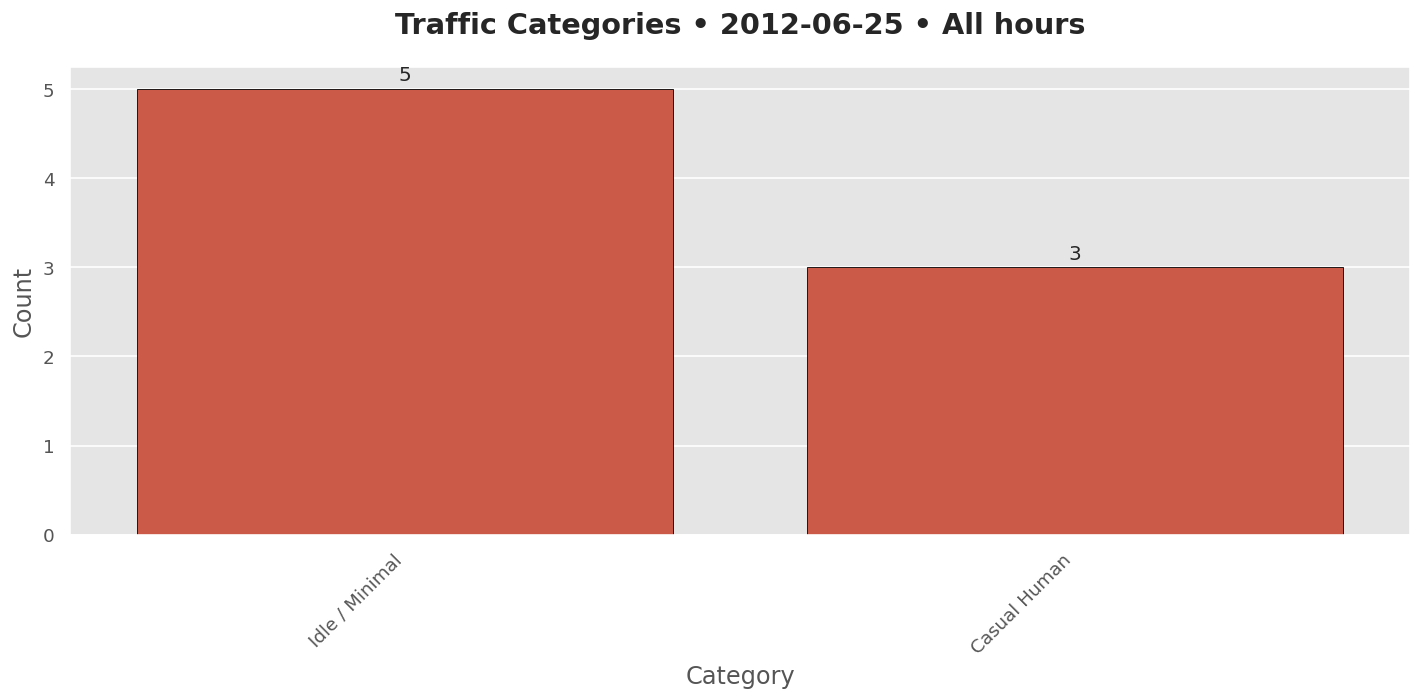 Traffic Categories • 2012-06-25 • All hours
5
3
5
4
3
2
1
0
Count
Idle / Minimal
Casual Human
Category